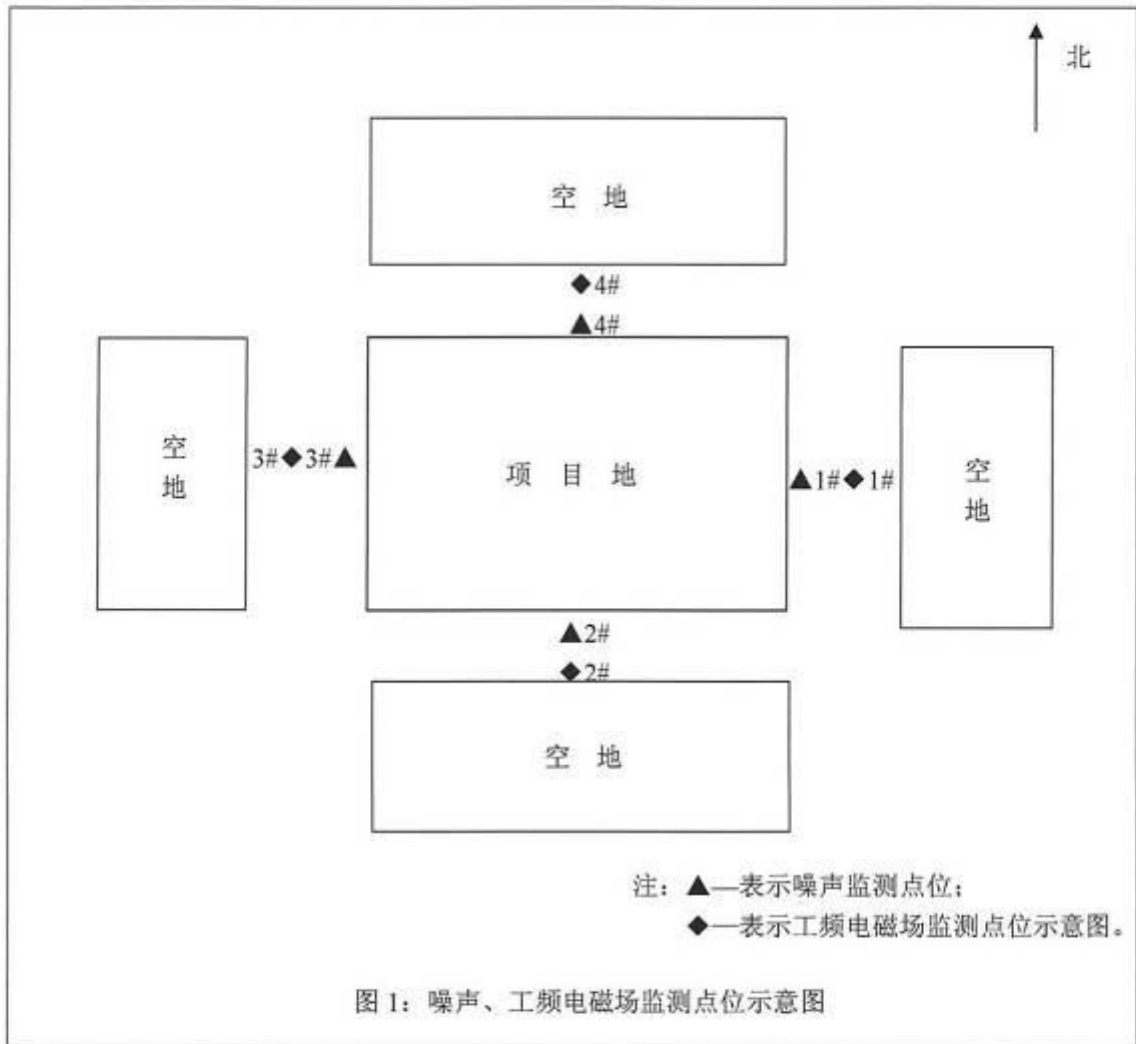 北
空 地
◆4#
▲4#
空
地
3#◆3#▲
项 目 地
▲1#◆1#
空
地
▲2#
◆2#
空 地
注：▲—表示噪声监测点位；
◆—表示工频电磁场监测点位示意图。
图 1：噪声、工频电磁场监测点位示意图